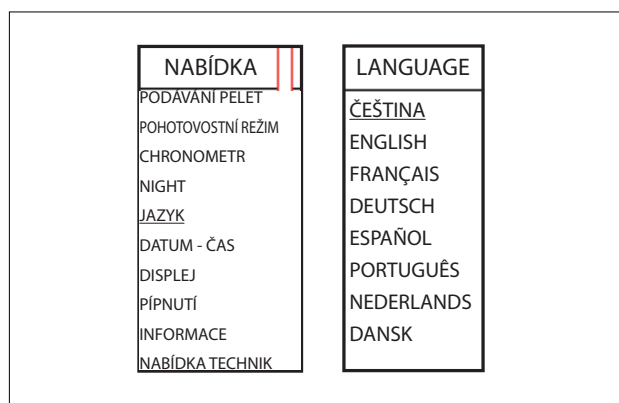 NABÍDKA
PODÁVÁNÍ PELET
POHOTOVOSTNÍ REŽIM
CHRONOMETR
NIGHT
JAZYK
DATUM - ČAS
DISPLEJ
PÍPNUTÍ
INFORMACE
NABÍDKA TECHNIK
LANGUAGE
ČEŠTINA
ENGLISH
FRANÇAIS
DEUTSCH
ESPAÑOL
PORTUGUÊS
NEDERLANDS
DANSK